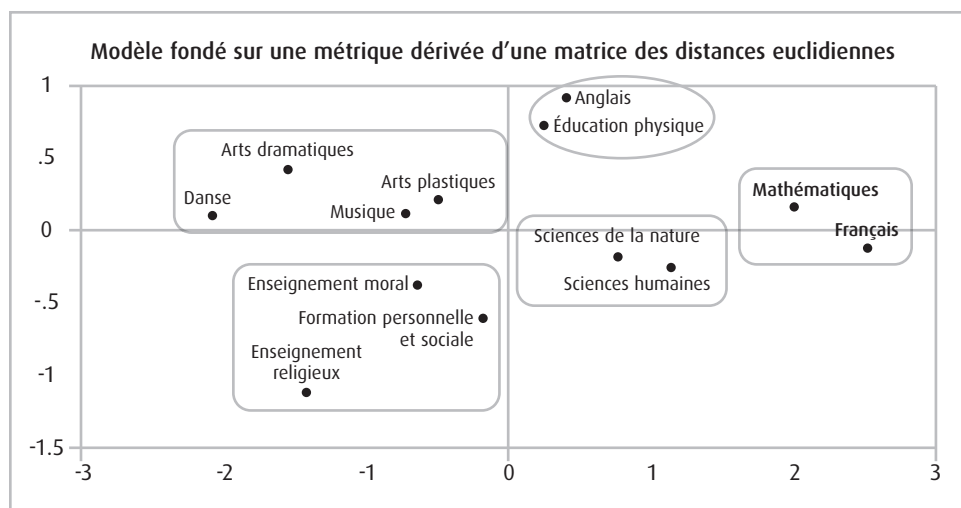 Modèle fondé sur une métrique dérivée d’une matrice des distances euclidiennes
1
Anglais
Éducation physique
.5
Arts dramatiques
Arts plastiques
Mathématiques
Danse
Musique
0
Français
Sciences de la nature
Enseignement moral
Sciences humaines
-.5
Formation personnelle
et sociale
Enseignement
religieux
-1
-1.5
-3
-2
-1
0
1
2
3